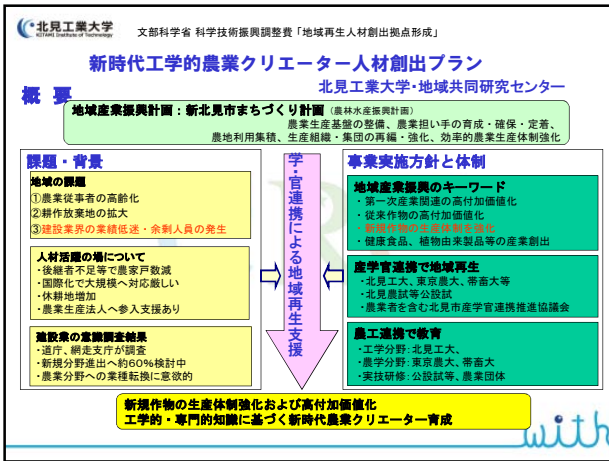 北見工業大学
KITAMI Institute of Technology
文部科学省 科学技術振興調整費「地域再生人材創出拠点形成」
新時代工学的農業クリエーター人材創出プラン
概 要
北見工業大学・地域共同研究センター
地域産業振興計画：新北見市まちづくり計画（農林水産振興計画）
農業生産基盤の整備、農業担い手の育成・確保・定着、
農地利用集積、生産組織・集団の再編・強化、効率的農業生産体制強化
課題・背景
地域の課題
①農業従事者の高齢化
②耕作放棄地の拡大
③建設業界の業績低迷・余剰人員の発生
人材活躍の場について
・後継者不足等で農家戸数減
・国際化で大規模へ対応厳しい
・休耕地増加
・農業生産法人へ参入支援あり
建設業の意識調査結果
・道庁、網走支庁が調査
・新規分野進出へ約60%検討中
・農業分野への業種転換に意欲的
学・官連携による地域再生支援
事業実施方針と体制
地域産業振興のキーワード
・第一次産業関連の高付加価値化
・従来作物の高付加価値化
・新規作物の生産体制を強化
・健康食品、植物由来製品等の産業創出
産学官連携で地域再生
・北見工大、東京農大、帯畜大等
・北見農試等公設試
・農業者を含む北見市産学官連携推進協議会
農工連携で教育
・工学分野：北見工大、
・農学分野：東京農大、帯畜大
・実技研修：公設試等、農業団体
新規作物の生産体制強化および高付加価値化
工学的・専門的知識に基づく新時代農業クリエーター育成
with